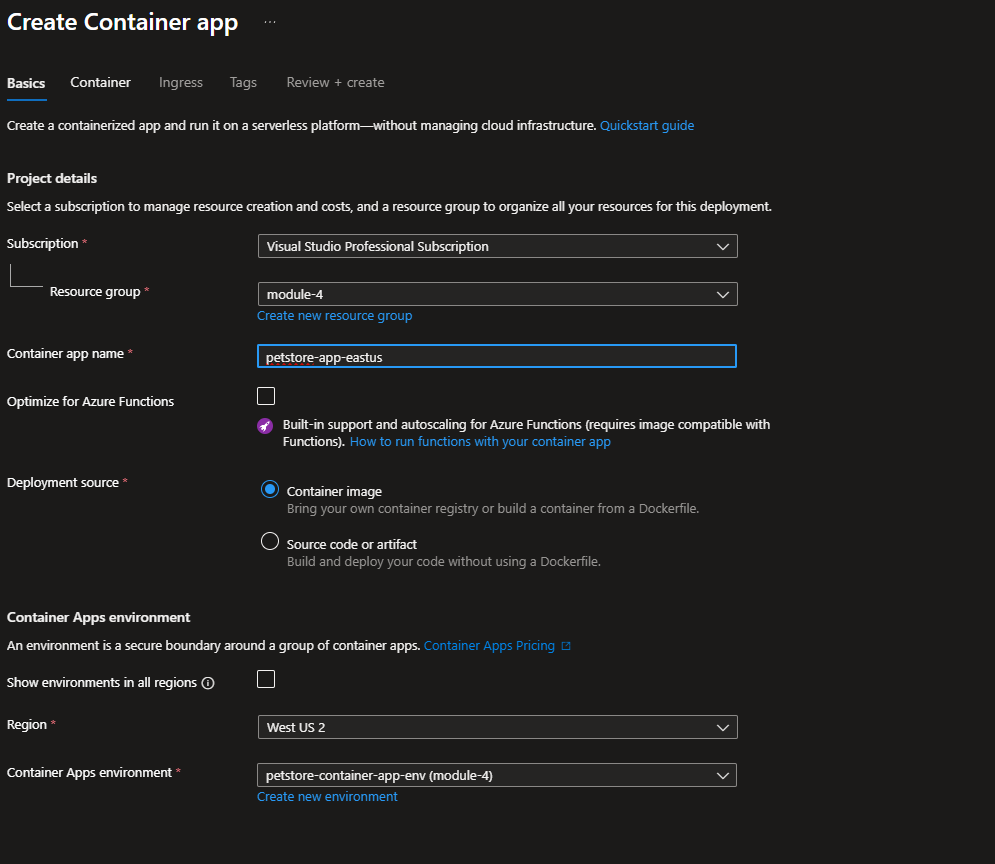 Create Container app ...
Basics Container Ingress Tags Review + create
Create a containerized app and run it on a serverless platform—without managing cloud infrastructure. Quickstart guide
Project details
Select a subscription to manage resource creation and costs, and a resource group to organize all your resources for this deployment.
Subscription *
Visual Studio Professional Subscription
Resource group *
module-4
Create new resource group
Container app name *
petstore-app-eastus
Optimize for Azure Functions
Built-in support and autoscaling for Azure Functions (requires image compatible with
Functions). How to run functions with your container app
Deployment source *
Container image
Bring your own container registry or build a container from a Dockerfile.
Source code or artifact
Build and deploy your code without using a Dockerfile.
Container Apps environment
An environment is a secure boundary around a group of container apps. Container Apps Pricing
Show environments in all regions
Region *
West US 2
Container Apps environment *
petstore-container-app-env (module-4)
Create new environment